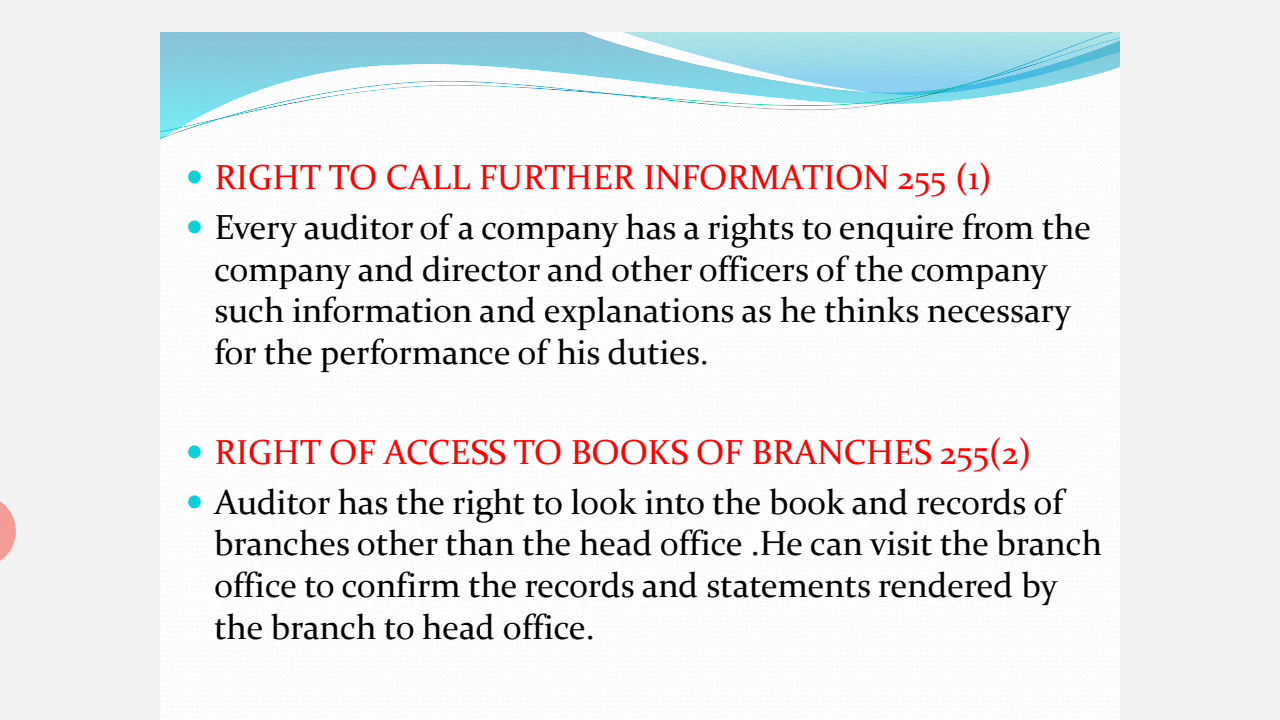 RIGHT TO CALL FURTHER INFORMATION 255 (1)
Every auditor of a company has a rights to enquire from the
company and director and other officers of the company
such information and explanations as he thinks necessary
for the performance of his duties.
RIGHT OF ACCESS TO BOOKS OF BRANCHES 255(2)
Auditor has the right to look into the book and records of
branches other than the head office .He can visit the branch
office to confirm the records and statements rendered by
the branch to head office.